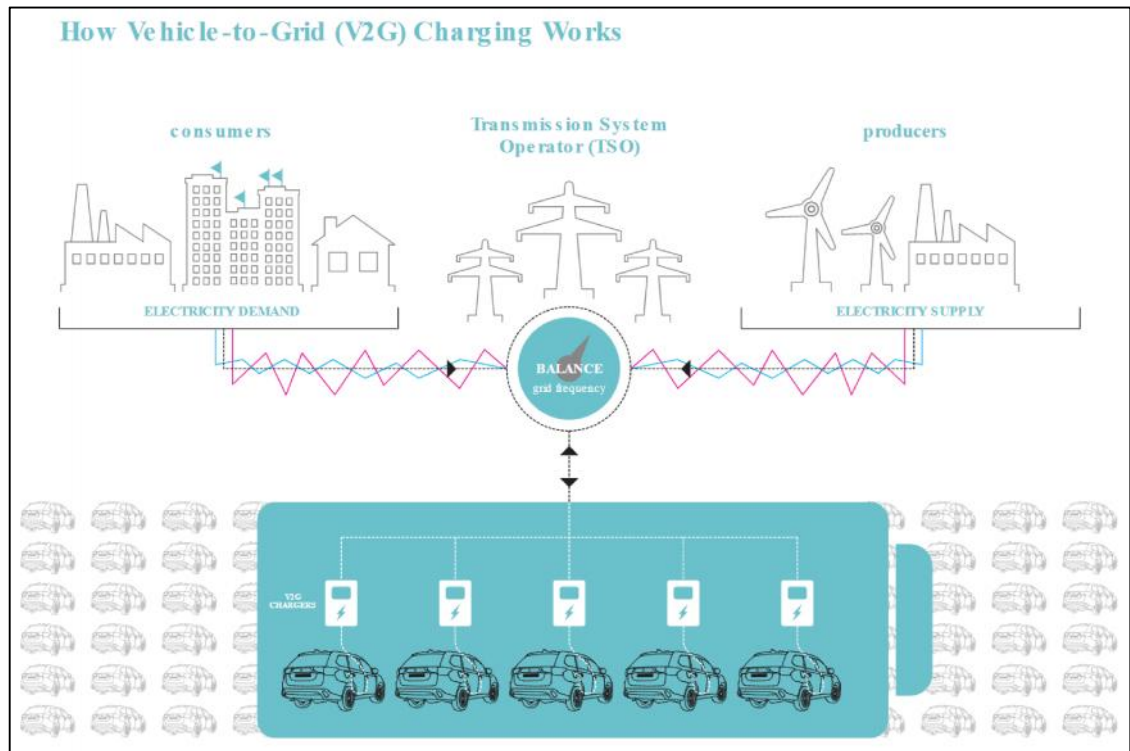 How Vehicle-to-Grid (V2G) Charging Works
consumers
Transmission System
Operator (TSO)
producers
ELECTRICITY DEMAND
ELECTRICITY SUPPLY
BALANCE
grid frequency
V2G
CHARGERS